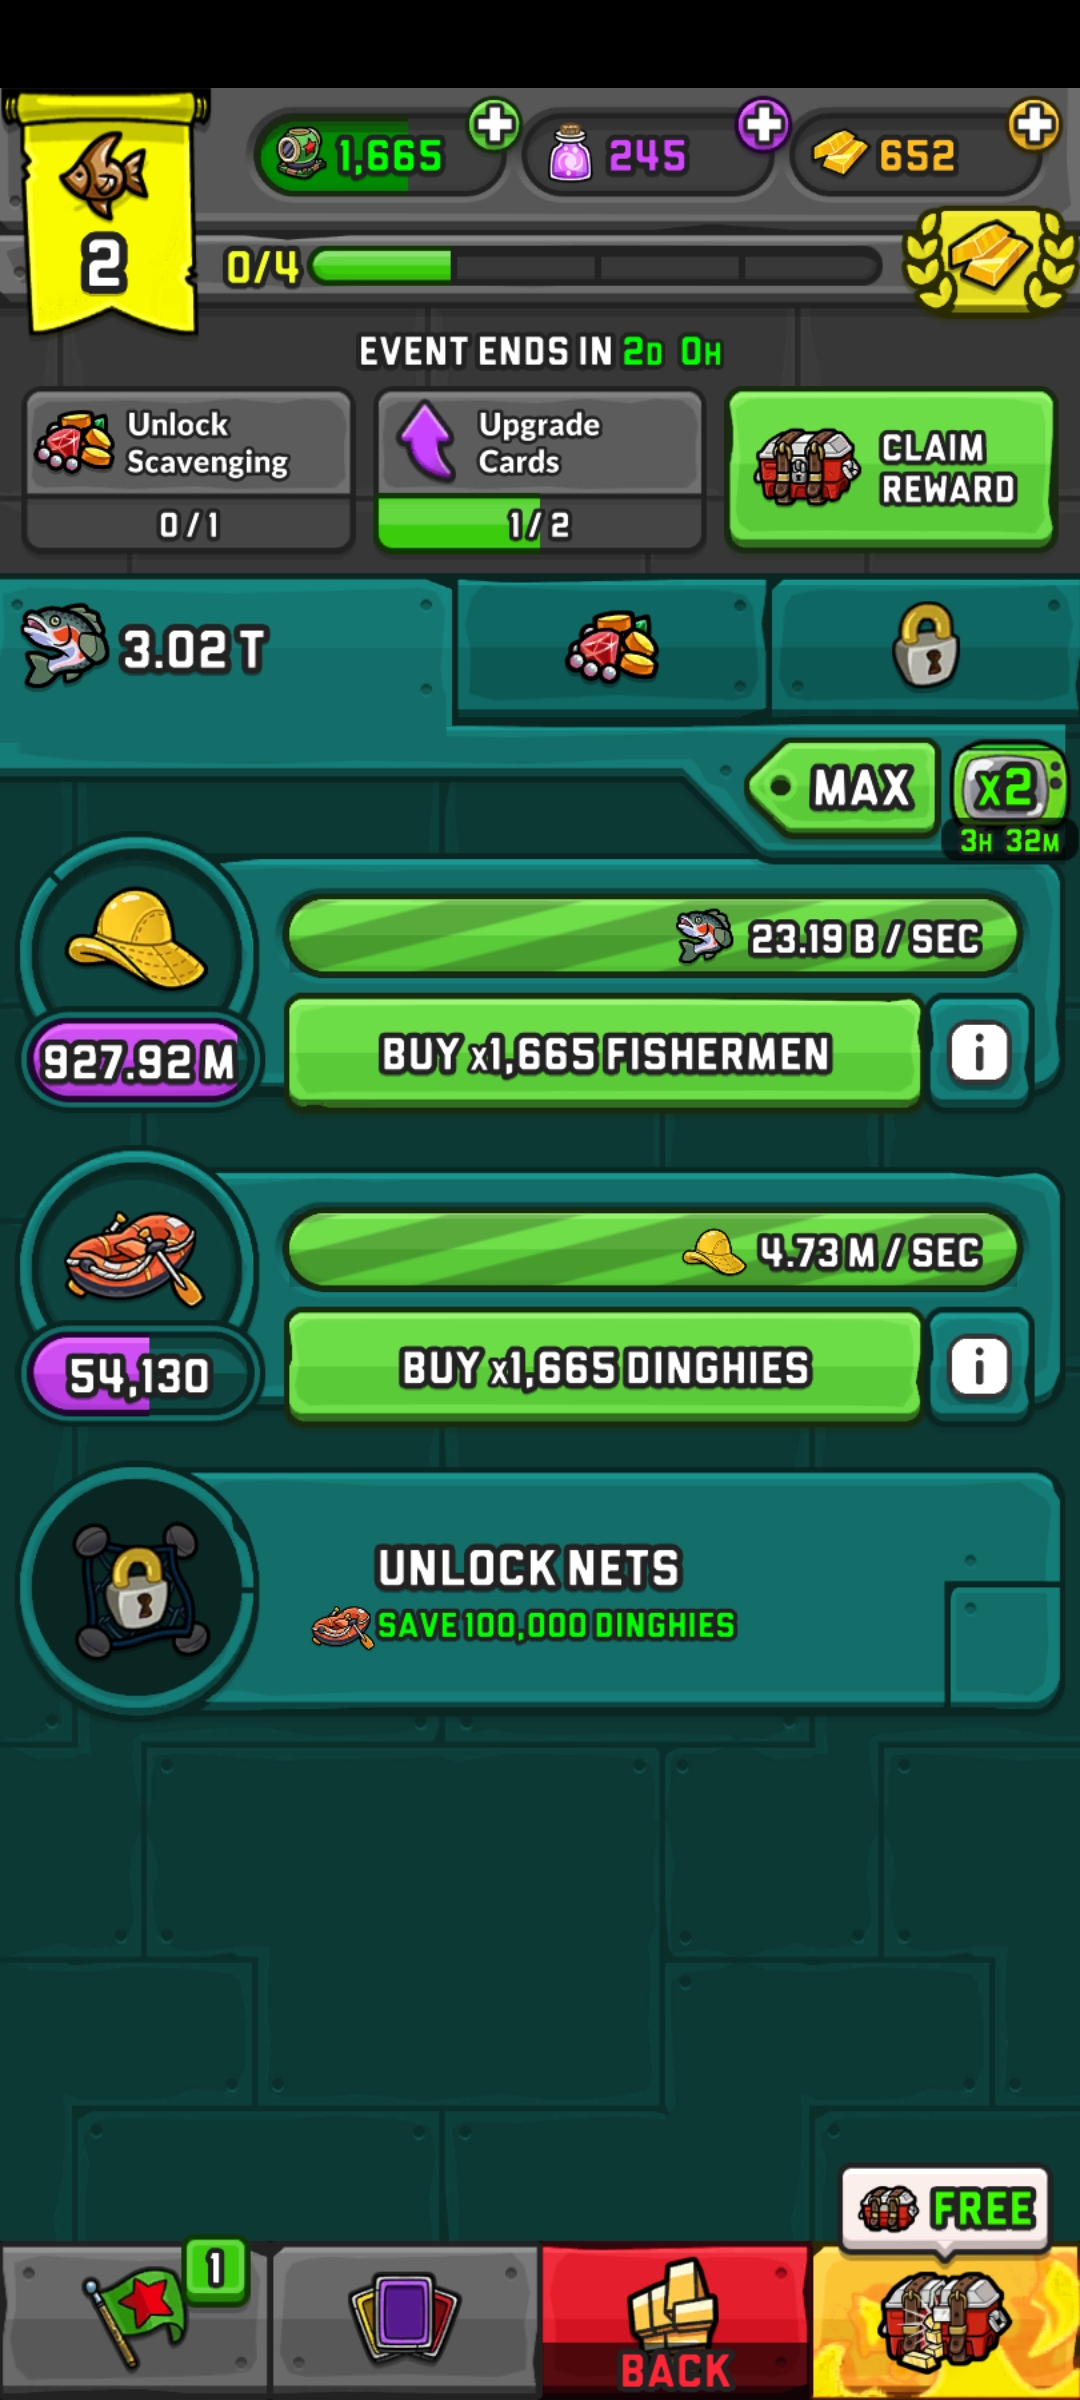 1,665
245
652
2
0/4
EVENT ENDS IN 2D 0H
Unlock
Scavenging
0/1
Upgrade
Cards
1/2
CLAIM
REWARD
3.02 T
MAX
x2
3H 32M
23.19 B / SEC
927.92 M
BUY x1,665 FISHERMEN
i
4.73 M / SEC
54,130
BUY x1,665 DINGHIES
i
UNLOCK NETS
SAVE 100,000 DINGHIES
FREE
1
BACK